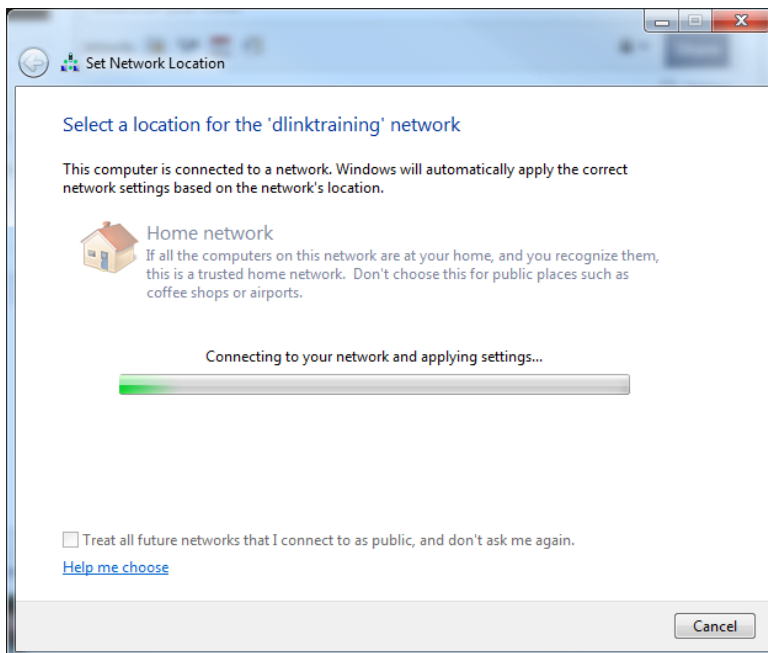 Set Network Location
Select a location for the 'dlinktraining' network
This computer is connected to a network. Windows will automatically apply the correct
network settings based on the network's location.
Home network
If all the computers on this network are at your home, and you recognize them,
this is a trusted home network.  Don't choose this for public places such as
coffee shops or airports.
Connecting to your network and applying settings...
Treat all future networks that I connect to as public, and don't ask me again.
Help me choose
Cancel